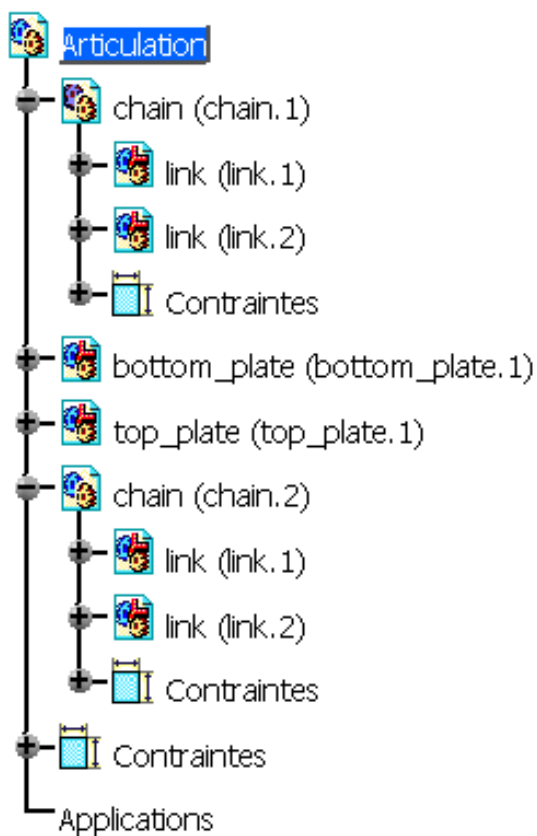 Articulation
chain (chain.1)
link (link.1)
link (link.2)
Contraintes
bottom_plate (bottom_plate.1)
top_plate (top_plate.1)
chain (chain.2)
link (link.1)
link (link.2)
Contraintes
Contraintes
Applications